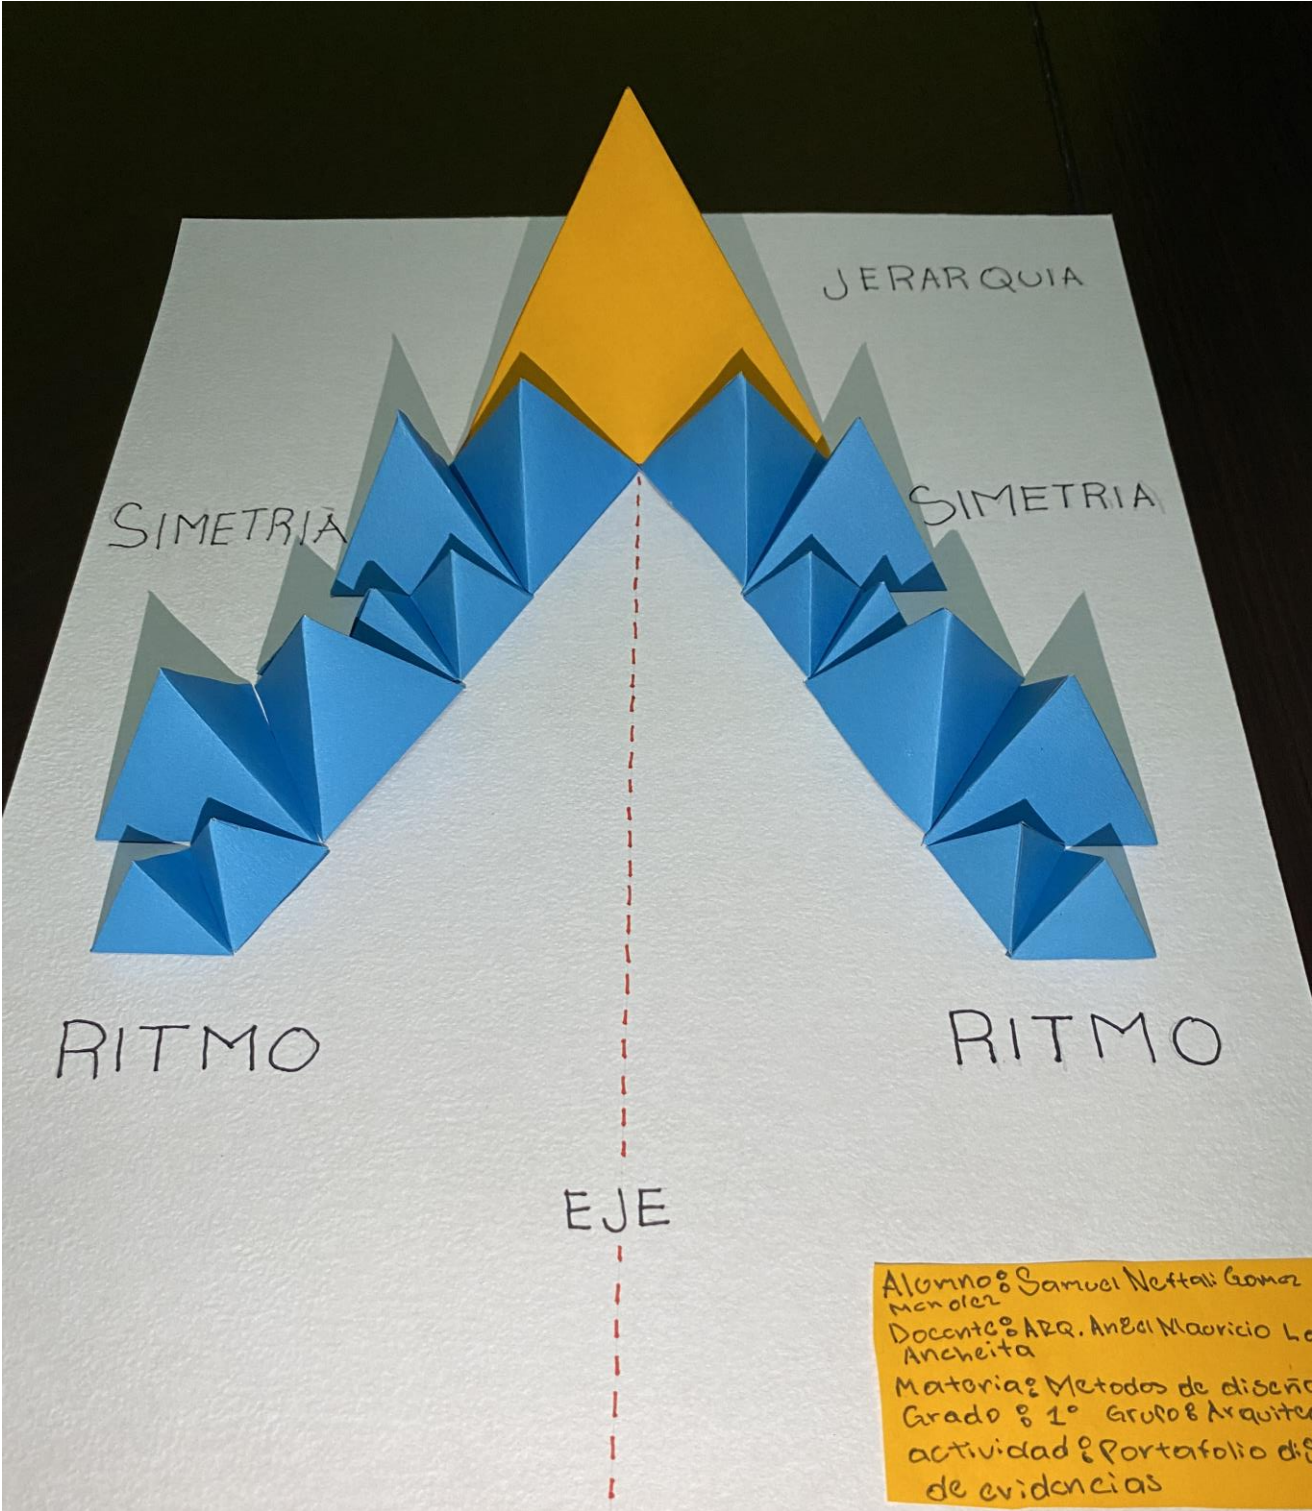 JERARQUIA
SIMETRIA
SIMETRIA
RITMO
RITMO
EJE
Alumno: Samuel Neftali Gomez
Mendez
Docente: ARQ. Angel Mauricio
Ancheita
Materia: Metodos de diseño
Grado: 1° Grupo:
actividad: Portafolio
de evidencias